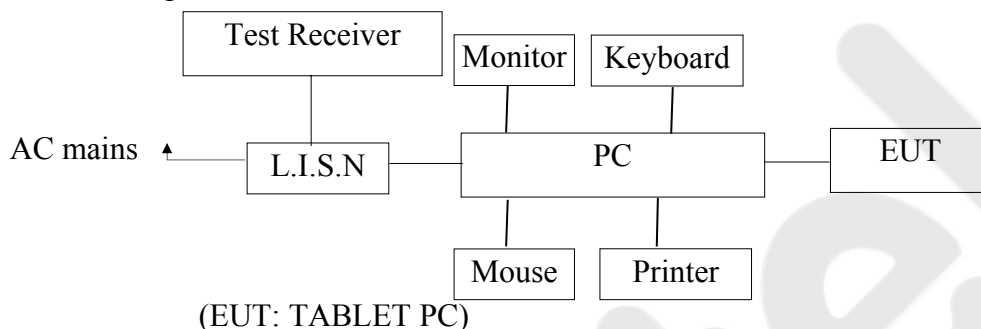 Test Receiver
Monitor
Keyboard
AC mains
L.I.S.N
PC
EUT
Mouse
Printer
(EUT: TABLET PC)